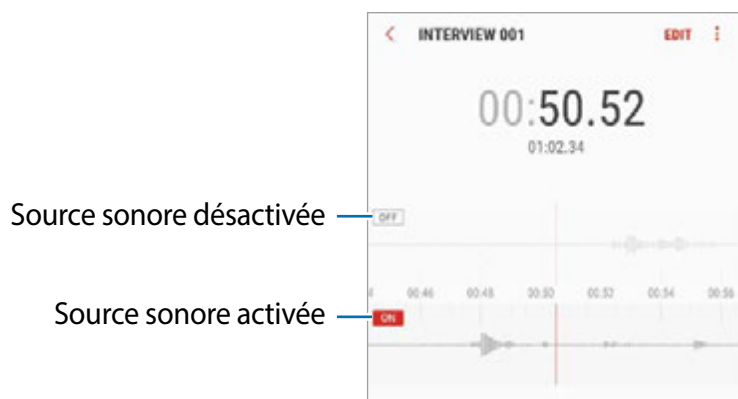 < INTERVIEW 001 EDIT
00:50.52
01:02.34
Source sonore désactivée
OFF
00:46 00:48 00:50 00:52 00:54 00:56
Source sonore activée
ON